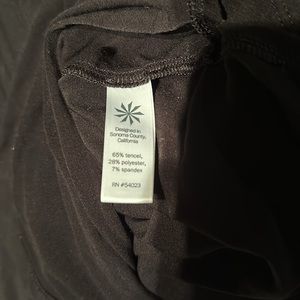 Designed in
Sonoma County,
California
65% tencel,
28% polyester,
7% spandex
RN #54023